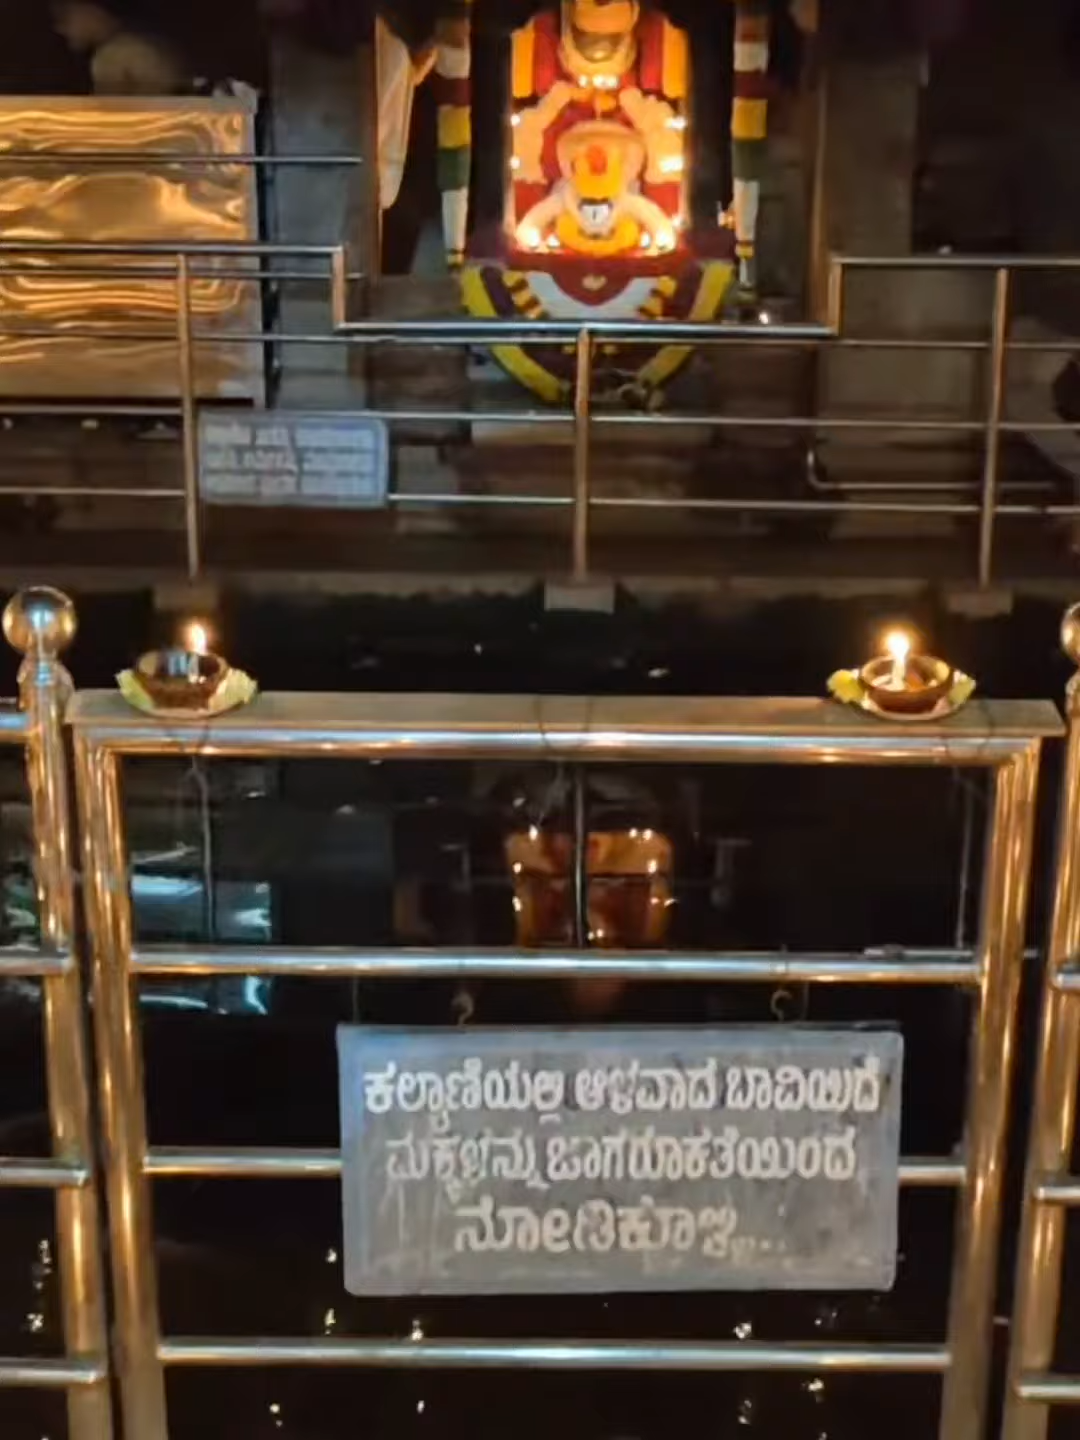 ಕಲ್ಯಾಣಿಯಲ್ಲಿ ಆಳವಾದ ಬಾವಿಯಿದೆ
ಮಕ್ಕಳನ್ನು ಜಾಗರೂಕತೆಯಿಂದ
ನೋಡಿಕೊಳ್ಳಿ..